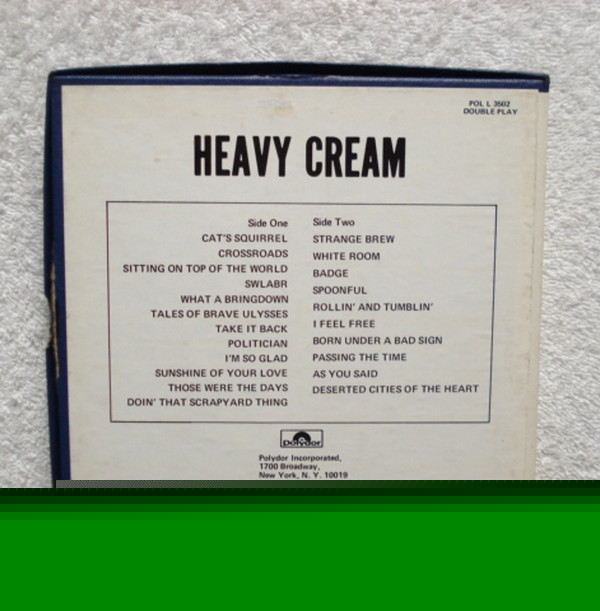 POL L 3502
DOUBLE PLAY
HEAVY CREAM
Side One
CAT'S SQUIRREL
CROSSROADS
SITTING ON TOP OF THE WORLD
SWLABR
WHAT A BRINGDOWN
TALES OF BRAVE ULYSSES
TAKE IT BACK
POLITICIAN
I'M SO GLAD
SUNSHINE OF YOUR LOVE
THOSE WERE THE DAYS
DOIN' THAT SCRAPYARD THING
Side Two
STRANGE BREW
WHITE ROOM
BADGE
SPOONFUL
ROLLIN' AND TUMBLIN'
I FEEL FREE
BORN UNDER A BAD SIGN
PASSING THE TIME
AS YOU SAID
DESERTED CITIES OF THE HEART
Polydor
Polydor Incorporated,
1700 Broadway,
New York, N. Y. 10019